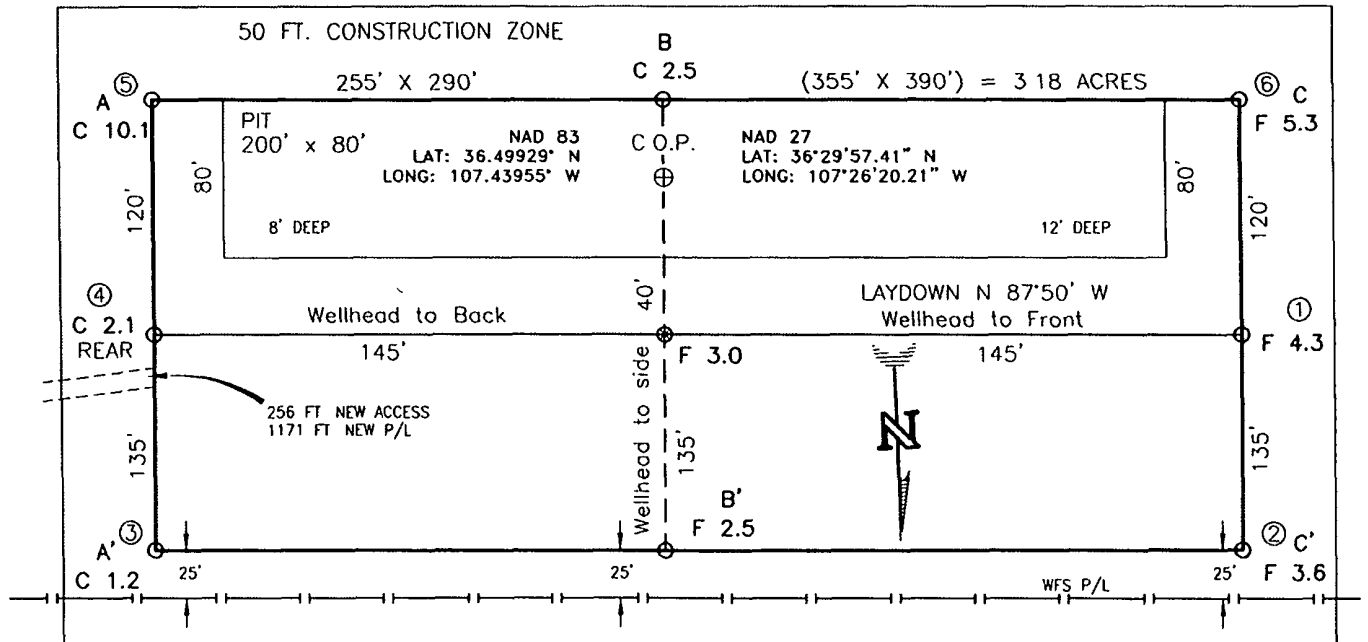 50 FT. CONSTRUCTION ZONE
B
C 2.5
⑤
A
C 10.1
255' X 290'
(355' X 390') = 3 18 ACRES
⑥ C
F 5.3
PIT
200' x 80'
NAD 83
LAT: 36.49929° N
LONG: 107.43955° W
C O.P.
NAD 27
LAT: 36°29'57.41" N
LONG: 107°26'20.21" W
80'
80'
120'
120'
8' DEEP
12' DEEP
④
C 2.1
REAR
Wellhead to Back
145'
40'
F 3.0
LAYDOWN N 87°50' W
Wellhead to Front
145'
①
F 4.3
256 FT NEW ACCESS
1171 FT NEW P/L
Wellhead to side
135'
135'
135'
N
B'
F 2.5
③
A'
C 1.2
25'
25'
25'
WFS P/L
② C'
F 3.6